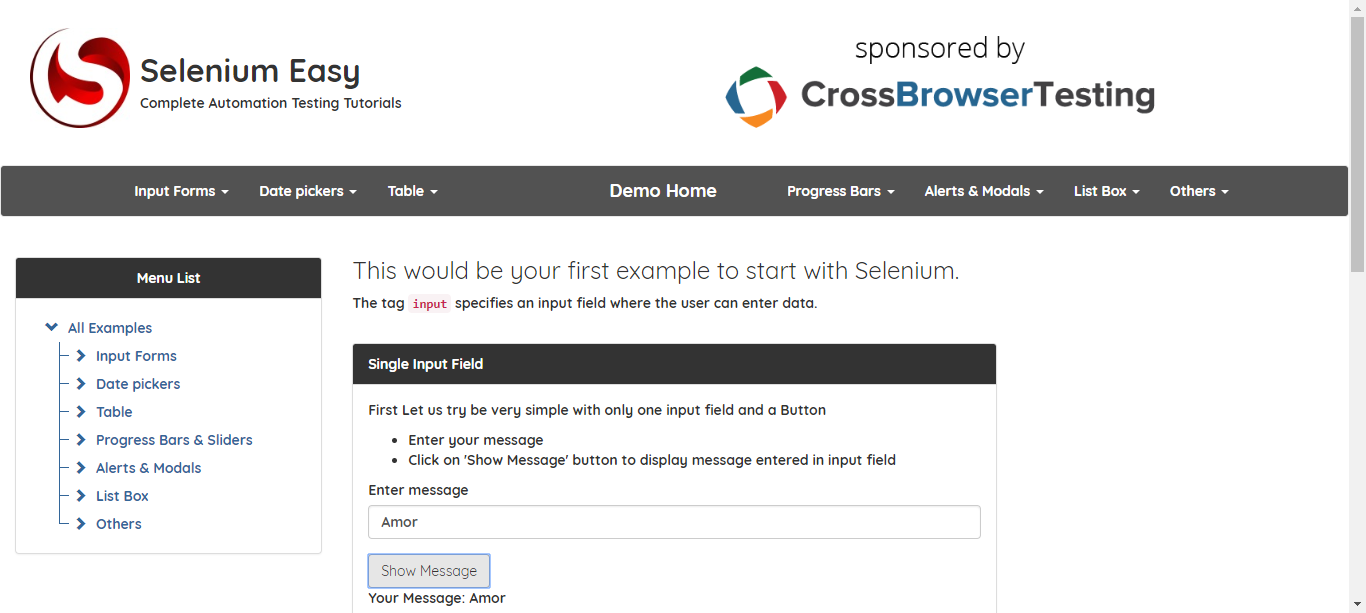 Selenium Easy
Complete Automation Testing Tutorials
sponsored by
CrossBrowserTesting
Input Forms Date pickers Table Demo Home Progress Bars Alerts & Modals List Box Others
Menu List
All Examples
Input Forms
Date pickers
Table
Progress Bars & Sliders
Alerts & Modals
List Box
Others
This would be your first example to start with Selenium.
The tag input specifies an input field where the user can enter data.
Single Input Field
First Let us try be very simple with only one input field and a Button
Enter your message
Click on 'Show Message' button to display message entered in input field
Enter message
Amor
Show Message
Your Message: Amor